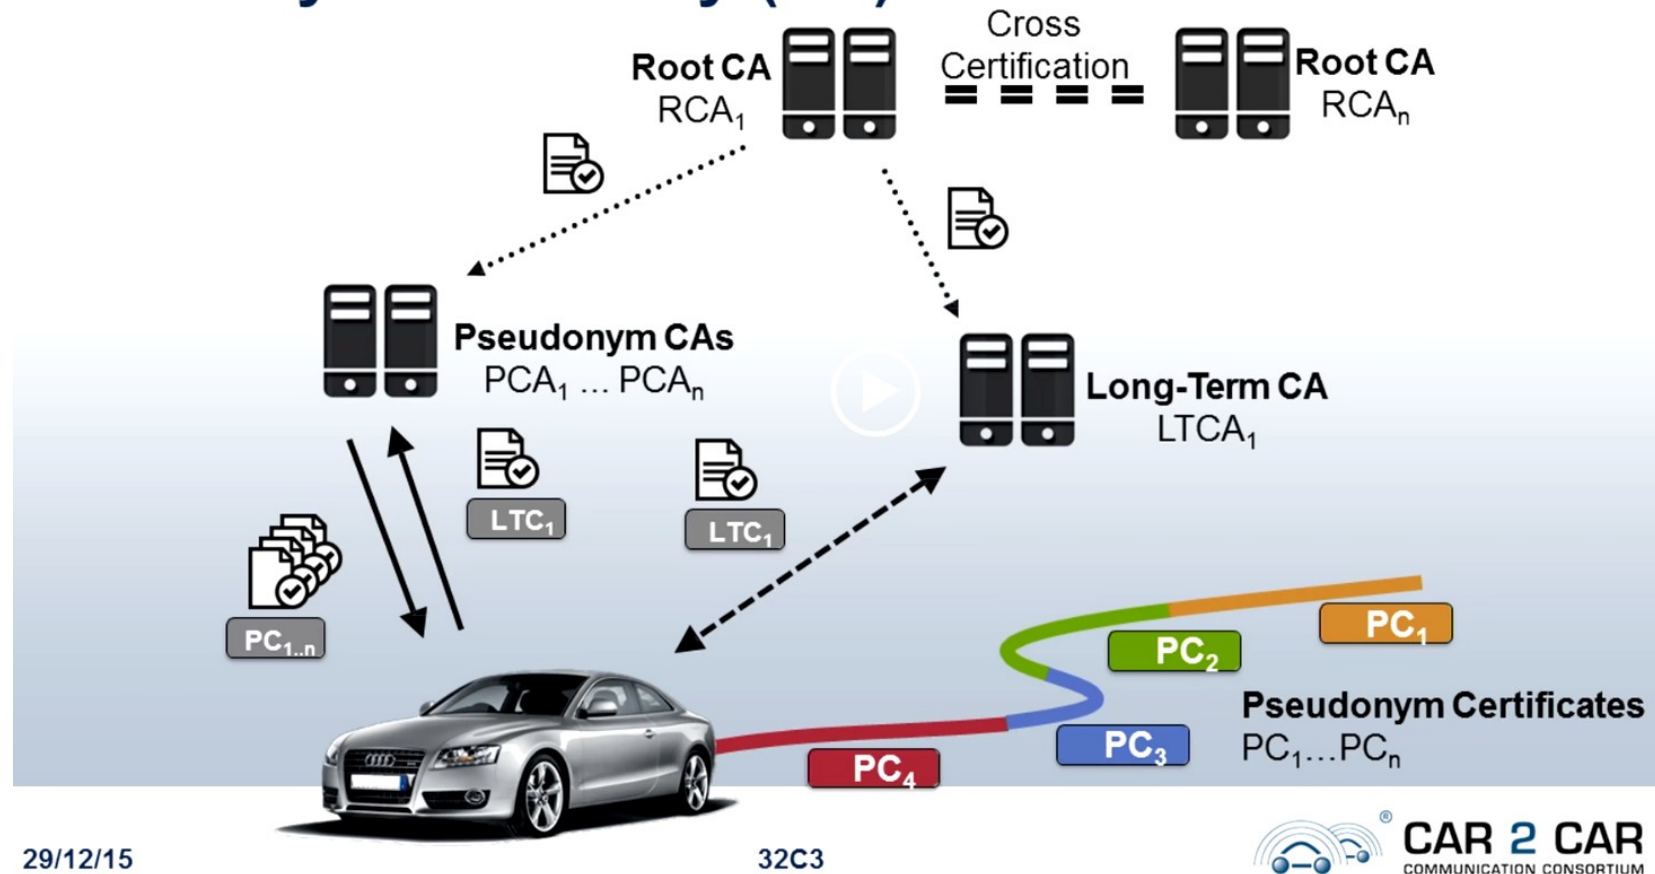 Cross
Certification
Root CA
RCA₁
Root CA
RCAₙ
Pseudonym CAs
PCA₁ ... PCAₙ
Long-Term CA
LTCA₁
LTC₁
LTC₁
PC₁..ₙ
PC₁
PC₂
PC₃
PC₄
Pseudonym Certificates
PC₁...PCₙ
29/12/15
32C3
® CAR 2 CAR
COMMUNICATION CONSORTIUM